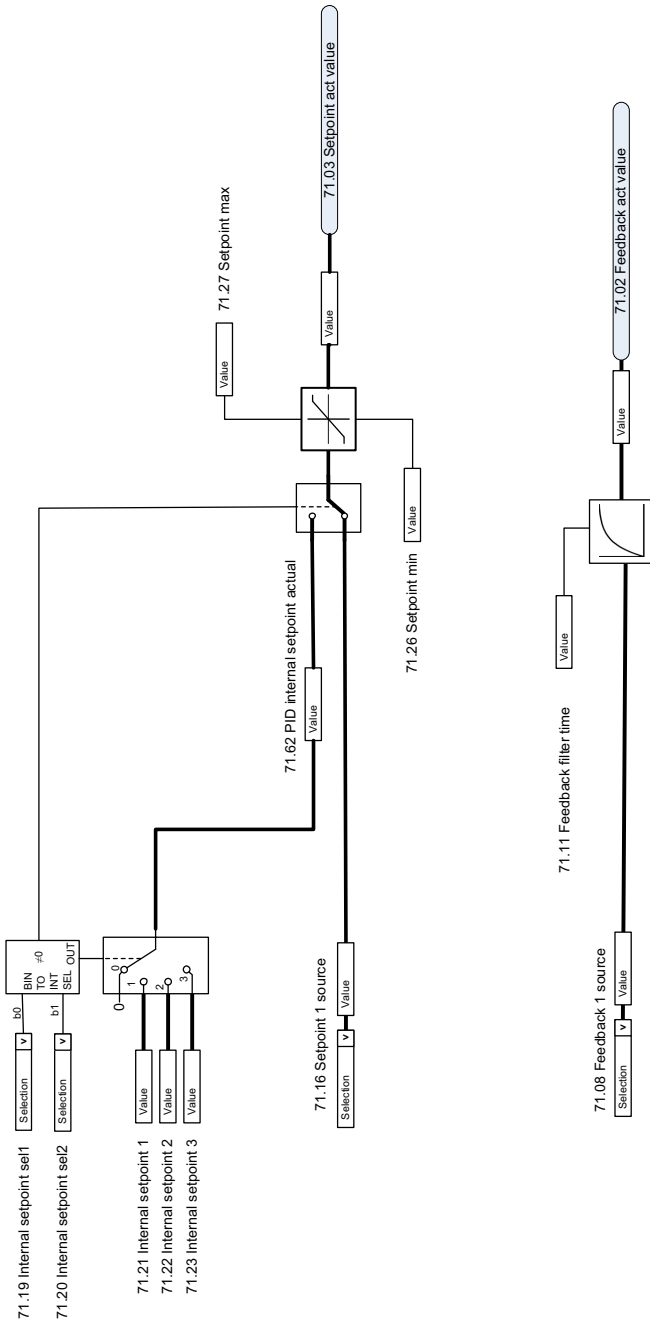 71.19 Internal setpoint sel1
Selection
v
b0
71.20 Internal setpoint sel2
Selection
v
b1
BIN
TO
INT
SEL
≠0
OUT
0
0
1
2
3
71.21 Internal setpoint 1
Value
71.22 Internal setpoint 2
Value
71.23 Internal setpoint 3
Value
71.62 PID internal setpoint actual
Value
71.16 Setpoint 1 source
Selection
v
Value
71.27 Setpoint max
Value
71.26 Setpoint min
Value
Value
71.03 Setpoint act value
71.11 Feedback filter time
Value
71.08 Feedback 1 source
Selection
v
Value
Value
71.02 Feedback act value